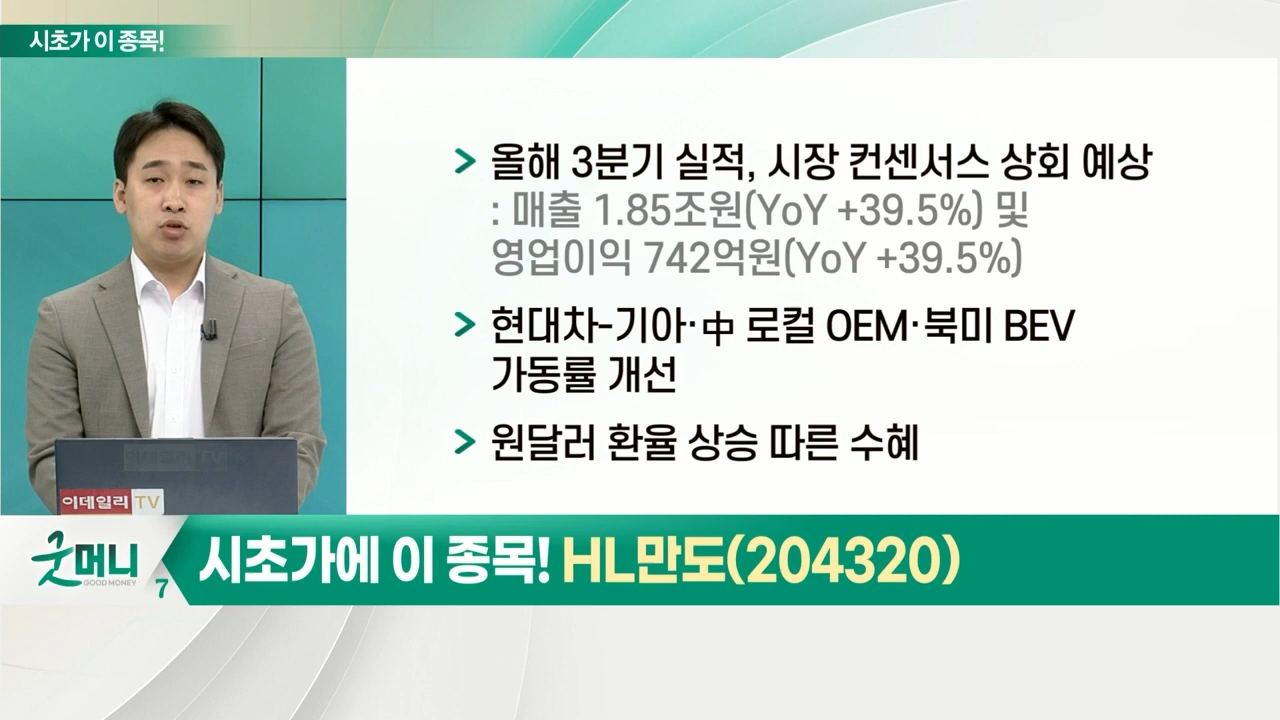 시초가 이 종목!
> 올해 3분기 실적, 시장 컨센서스 상회 예상
: 매출 1.85조원(YoY +39.5%) 및
영업이익 742억원(YoY +39.5%)
> 현대차-기아·中 로컬 OEM·북미 BEV
가동률 개선
> 원달러 환율 상승 따른 수혜
이데일리 TV
이데일리TV
굿머니
GOOD MONEY
7
시초가에 이 종목! HL만도(204320)